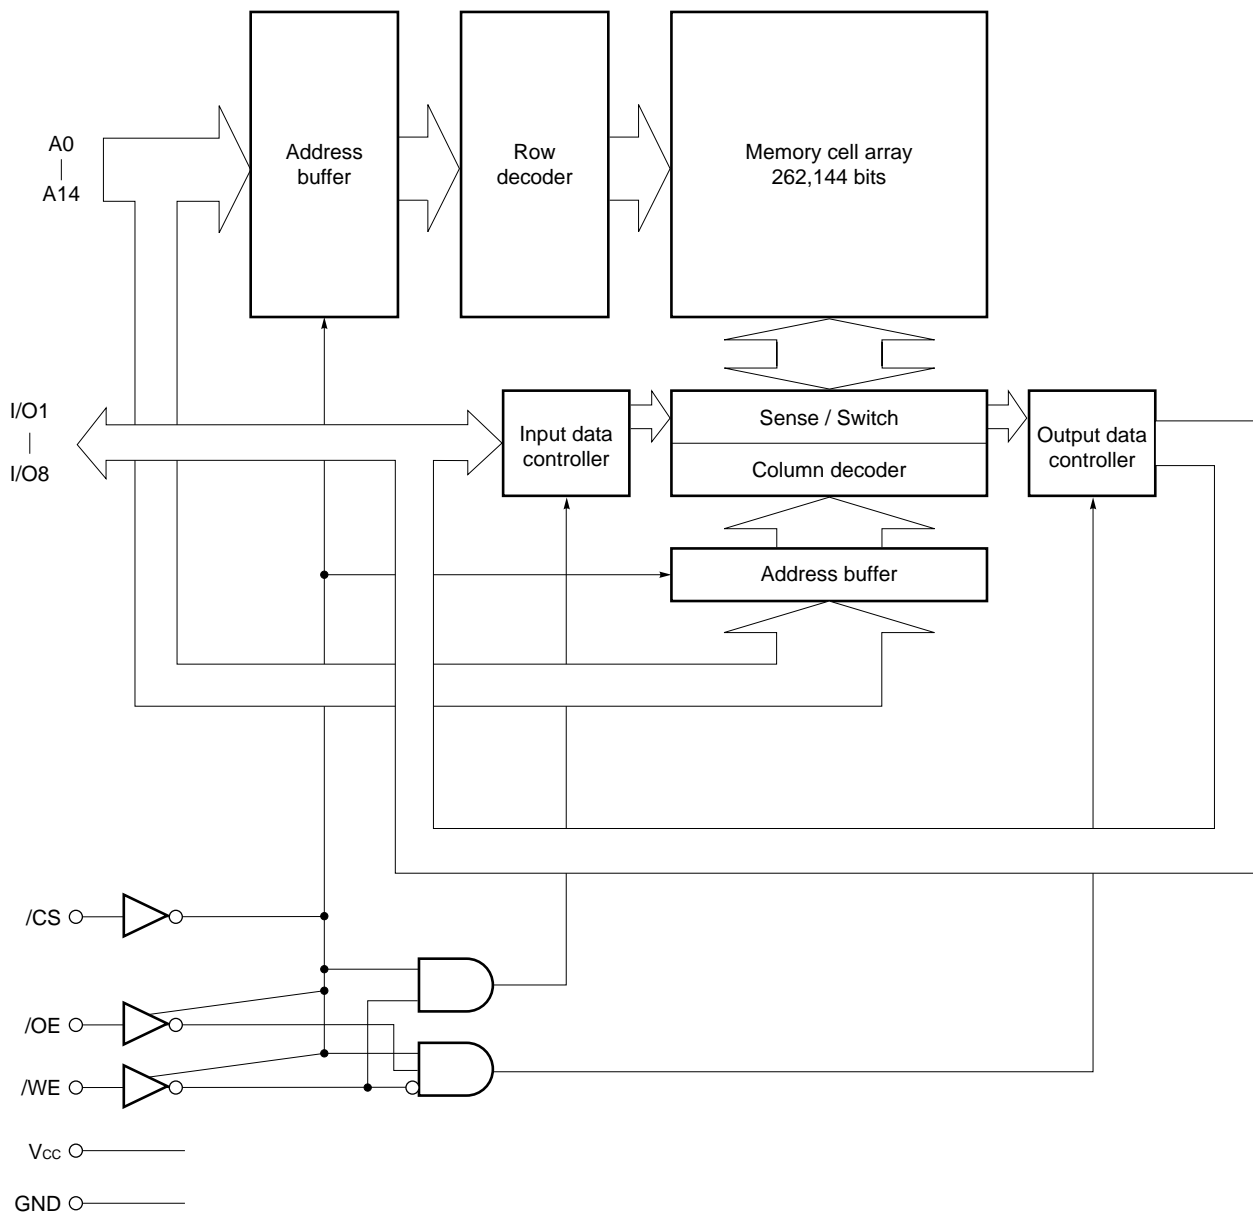 A0
A14
Address
buffer
Row
decoder
Memory cell array
262,144 bits
I/O1
I/O8
Input data
controller
Sense / Switch
Column decoder
Output data
controller
Address buffer
/CS
/OE
/WE
VCC
GND